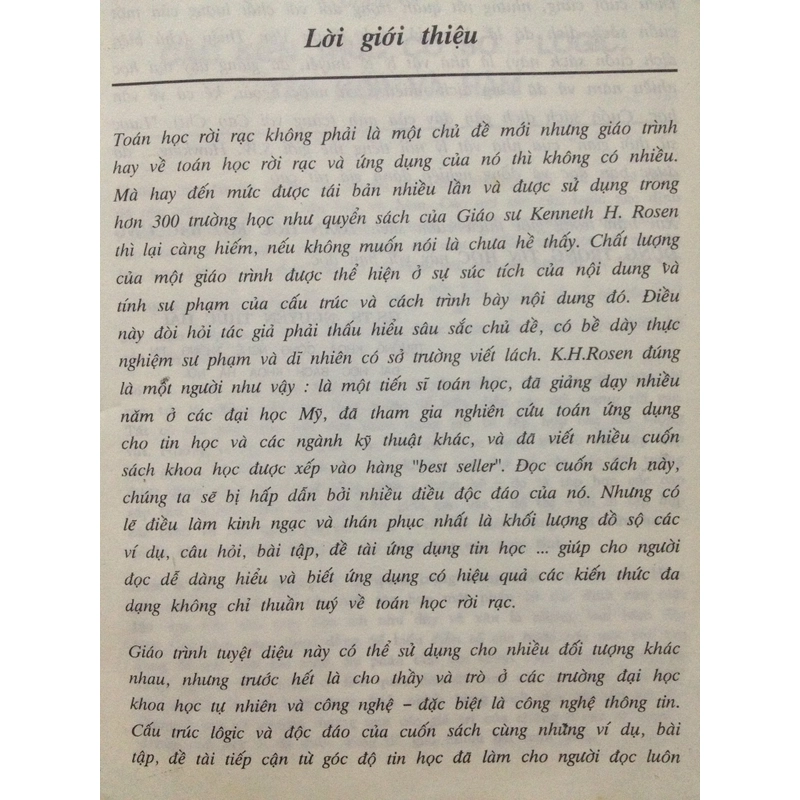 Lời giới thiệu
Toán học rời rạc không phải là một chủ đề mới nhưng giáo trình
hay về toán học rời rạc và ứng dụng của nó thì không có nhiều.
Mà hay đến mức được tái bản nhiều lần và được sử dụng trong
hơn 300 trường học như quyển sách của Giáo sư Kenneth H. Rosen
thì lại càng hiếm, nếu không muốn nói là chưa hề thấy. Chất lượng
của một giáo trình được thể hiện ở sự súc tích của nội dung và
tính sư phạm của cấu trúc và cách trình bày nội dung đó. Điều
này đòi hỏi tác giả phải thấu hiểu sâu sắc chủ đề, có bề dày thực
nghiệm sư phạm và dĩ nhiên có sở trường viết lách. K.H.Rosen đúng
là một người như vậy : là một tiến sĩ toán học, đã giảng dạy nhiều
năm ở các đại học Mỹ, đã tham gia nghiên cứu toán ứng dụng
cho tin học và các ngành kỹ thuật khác, và đã viết nhiều cuốn
sách khoa học được xếp vào hàng "best seller". Đọc cuốn sách này,
chúng ta sẽ bị hấp dẫn bởi nhiều điều độc đáo của nó. Nhưng có
lẽ điều làm kinh ngạc và thán phục nhất là khối lượng đồ sộ các
ví dụ, câu hỏi, bài tập, đề tài ứng dụng tin học ... giúp cho người
đọc dễ dàng hiểu và biết ứng dụng có hiệu quả các kiến thức đa
dạng không chỉ thuần tuý về toán học rời rạc.
Giáo trình tuyệt diệu này có thể sử dụng cho nhiều đối tượng khác
nhau, nhưng trước hết là cho thầy và trò ở các trường đại học
khoa học tự nhiên và công nghệ – đặc biệt là công nghệ thông tin.
Cấu trúc lôgic và độc đáo của cuốn sách cùng những ví dụ, bài
tập, đề tài tiếp cận từ góc độ tin học đã làm cho người đọc luôn